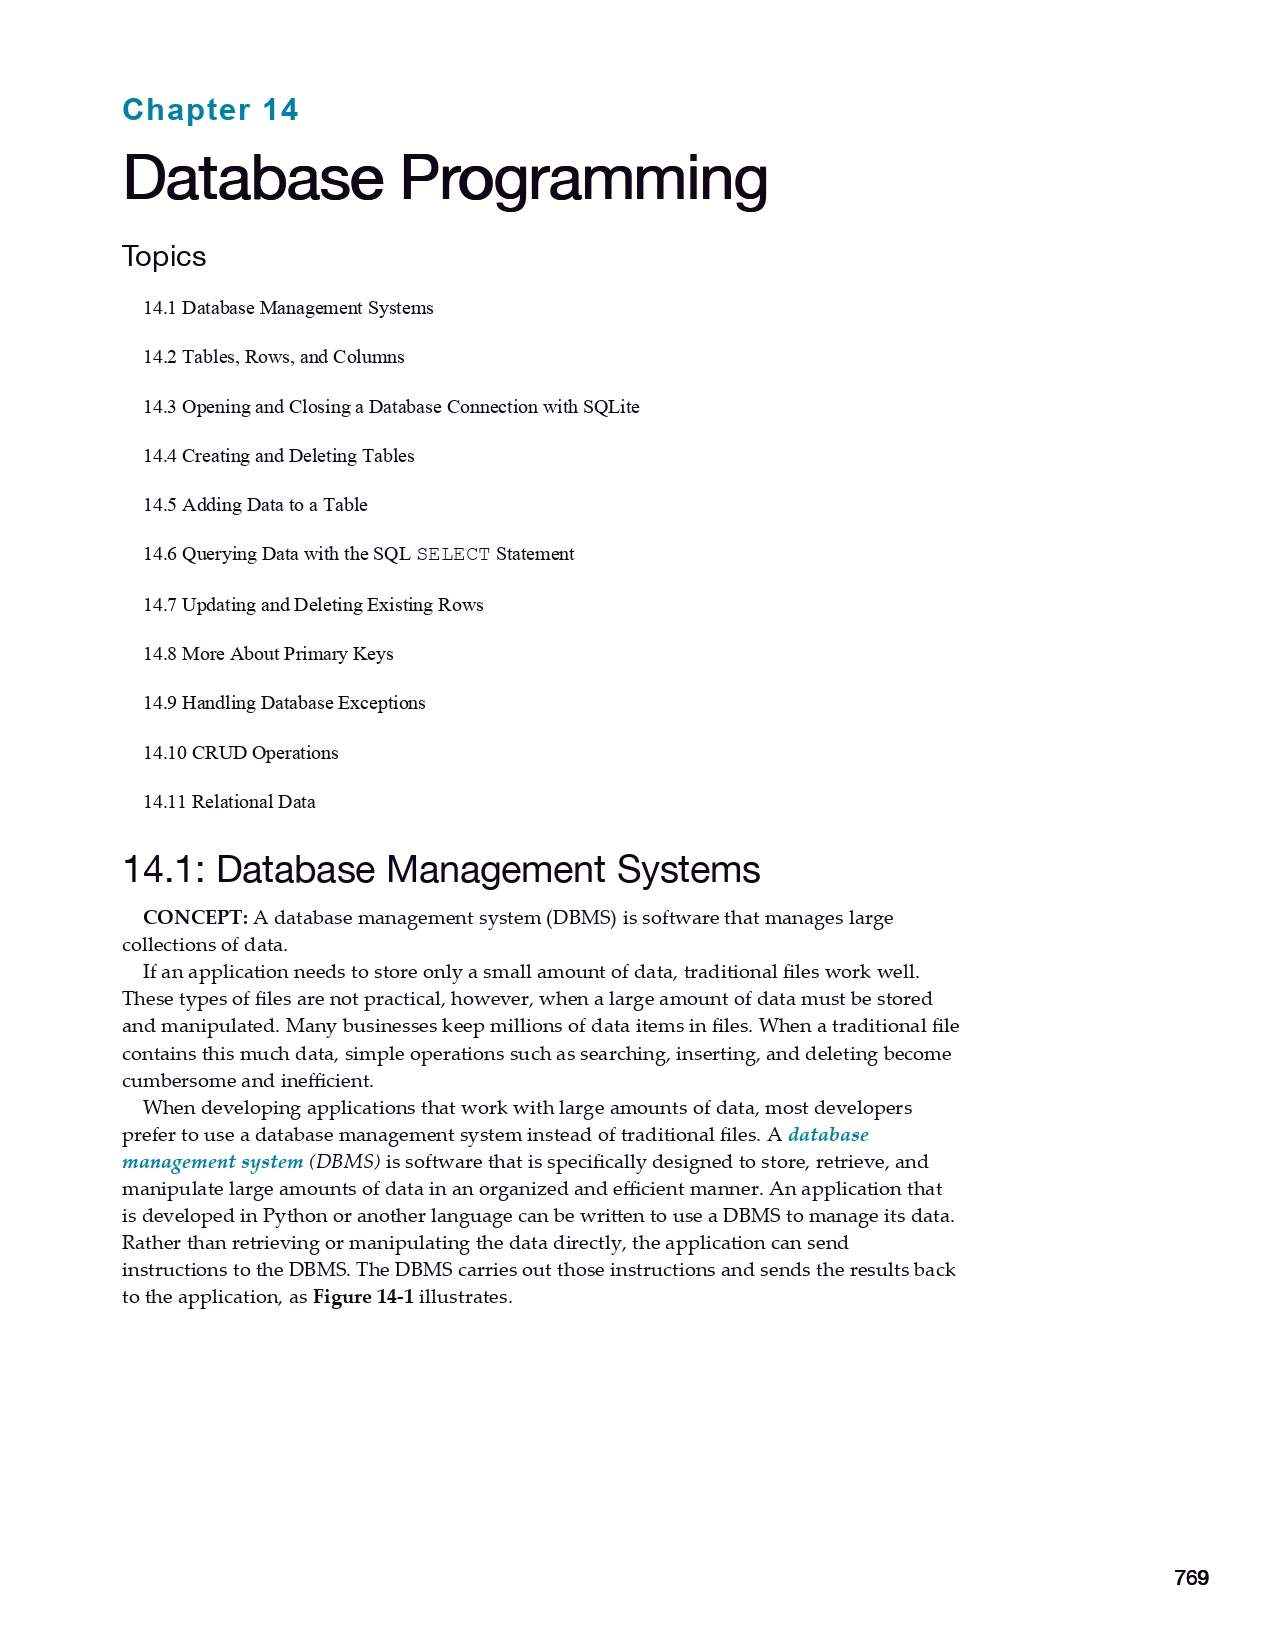 Chapter 14
Database Programming
Topics
14.1 Database Management Systems
14.2 Tables, Rows, and Columns
14.3 Opening and Closing a Database Connection with SQLite
14.4 Creating and Deleting Tables
14.5 Adding Data to a Table
14.6 Querying Data with the SQL SELECT Statement
14.7 Updating and Deleting Existing Rows
14.8 More About Primary Keys
14.9 Handling Database Exceptions
14.10 CRUD Operations
14.11 Relational Data
14.1: Database Management Systems
CONCEPT: A database management system (DBMS) is software that manages large
collections of data.
If an application needs to store only a small amount of data, traditional files work well.
These types of files are not practical, however, when a large amount of data must be stored
and manipulated. Many businesses keep millions of data items in files. When a traditional file
contains this much data, simple operations such as searching, inserting, and deleting become
cumbersome and inefficient.
When developing applications that work with large amounts of data, most developers
prefer to use a database management system instead of traditional files. A database
management system (DBMS) is software that is specifically designed to store, retrieve, and
manipulate large amounts of data in an organized and efficient manner. An application that
is developed in Python or another language can be written to use a DBMS to manage its data.
Rather than retrieving or manipulating the data directly, the application can send
instructions to the DBMS. The DBMS carries out those instructions and sends the results back
to the application, as Figure 14-1 illustrates.
769